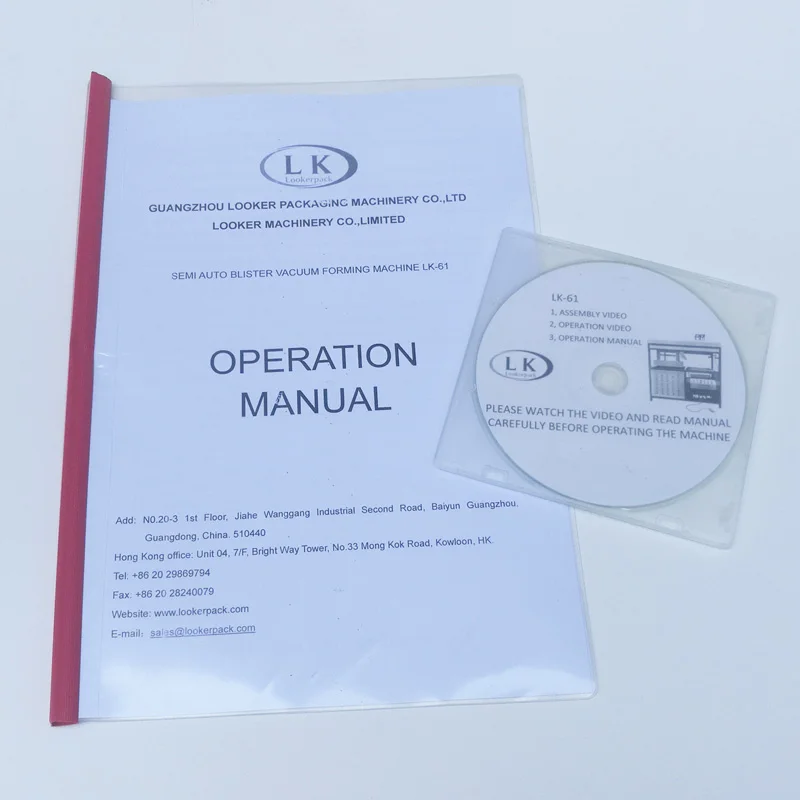 LK
Lookerpack
GUANGZHOU LOOKER PACKAGING MACHINERY CO.,LTD
LOOKER MACHINERY CO.,LIMITED
SEMI AUTO BLISTER VACUUM FORMING MACHINE LK-61
OPERATION
MANUAL
Add: N0.20-3 1st Floor, Jiahe Wanggang Industrial Second Road, Baiyun Guangzhou.
Guangdong, China. 510440
Hong Kong office: Unit 04, 7/F, Bright Way Tower, No.33 Mong Kok Road, Kowloon, HK.
Tel: +86 20 29869794
Fax: +86 20 28240079
Website: www.lookerpack.com
E-mail: sales@lookerpack.com
LK-61
1, ASSEMBLY VIDEO
2, OPERATION VIDEO
3, OPERATION MANUAL
LK
Lookerpack
PLEASE WATCH THE VIDEO AND READ MANUAL
CAREFULLY BEFORE OPERATING THE MACHINE